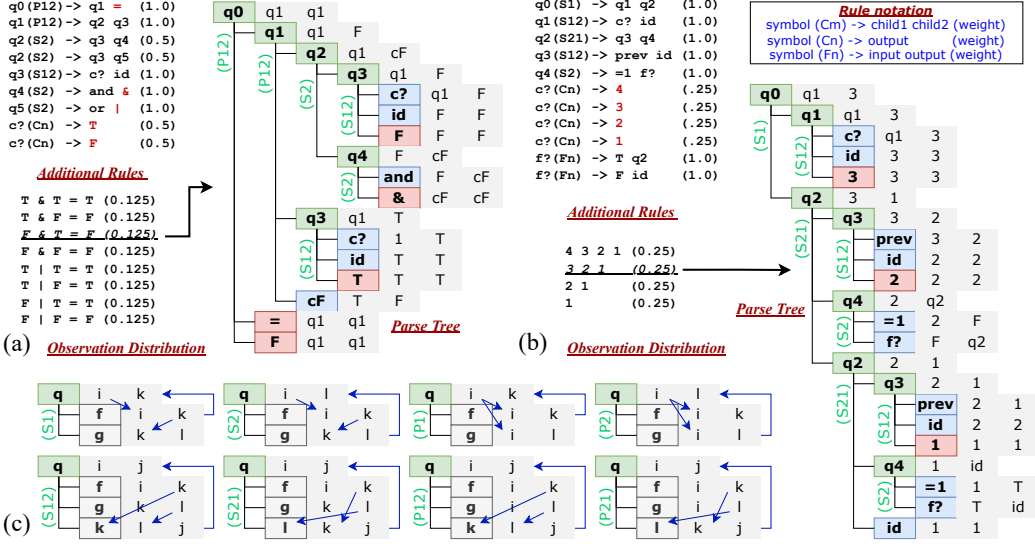 q0(P12)-> q1 = (1.0)
q1(P12)-> q2 q3 (1.0)
q2(S2) -> q3 q4 (0.5)
q2(S2) -> q3 q5 (0.5)
q3(S12)-> c? id (1.0)
q4(S2) -> and & (1.0)
q5(S2) -> or | (1.0)
c?(Cn) -> T (0.5)
c?(Cn) -> F (0.5)
Additional Rules
T & T = T (0.125)
T & F = F (0.125)
F & T = F (0.125)
F & F = F (0.125)
T | T = T (0.125)
T | F = T (0.125)
F | T = T (0.125)
F | F = F (0.125)
(a)
Observation Distribution
q0 q1 q1
(P12)
q1 q1 F
(P12)
q2 q1 cF
(S2)
q3 q1 F
(S12)
c? q1 F
id F F
F F F
q4 F cF
(S2)
and F cF
& cF cF
q3 q1 T
(S12)
c? 1 T
id T T
T T T
cF T F
= q1 q1
F q1 q1
Parse Tree
q0(S1) -> q1 q2 (1.0)
q1(S12)-> c? id (1.0)
q2(S21)-> q3 q4 (1.0)
q3(S12)-> prev id (1.0)
q4(S2) -> =1 f? (1.0)
c?(Cn) -> 4 (.25)
c?(Cn) -> 3 (.25)
c?(Cn) -> 2 (.25)
c?(Cn) -> 1 (.25)
f?(Fn) -> T q2 (1.0)
f?(Fn) -> F id (1.0)
Additional Rules
4 3 2 1 (0.25)
3 2 1 (0.25)
2 1 (0.25)
1 (0.25)
(b)
Observation Distribution
Rule notation
symbol (Cm) -> child1 child2 (weight)
symbol (Cn) -> output (weight)
symbol (Fn) -> input output (weight)
q0 q1 3
(S1)
q1 q1 3
(S12)
c? q1 3
id 3 3
3 3 3
q2 3 1
(S21)
q3 3 2
(S12)
prev 3 2
id 2 2
2 2 2
Parse Tree
q4 2 q2
(S2)
=1 2 F
f? F q2
q2 2 1
(S21)
q3 2 1
(S12)
prev 2 1
id 2 2
1 1 1
q4 1 id
(S2)
=1 1 T
f? T id
id 1 1
q i k
(S1)
f i k
g k l
q i l
(S2)
f i k
g k l
q i k
(P1)
f i k
g i l
q i l
(P2)
f i k
g i l
(c)
q i j
(S12)
f i k
g k l
k l j
q i j
(S21)
f i k
g k l
l k j
q i j
(P12)
f i k
g i l
k l j
q i j
(P21)
f i k
g i l
l k j